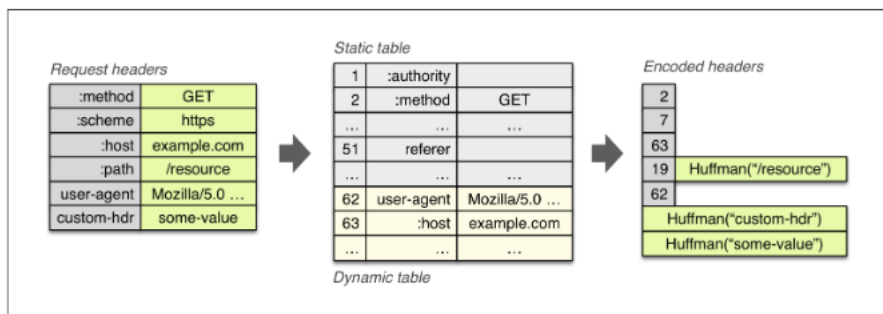 Request headers
:method GET
:scheme https
:host example.com
:path /resource
user-agent Mozilla/5.0 ...
custom-hdr some-value
Static table
1 :authority
2 :method GET
... ... ...
51 referer
... ... ...
62 user-agent Mozilla/5.0 ...
63 :host example.com
... ... ...
Dynamic table
Encoded headers
2
7
63
19 Huffman("/resource")
62
Huffman("custom-hdr")
Huffman("some-value")